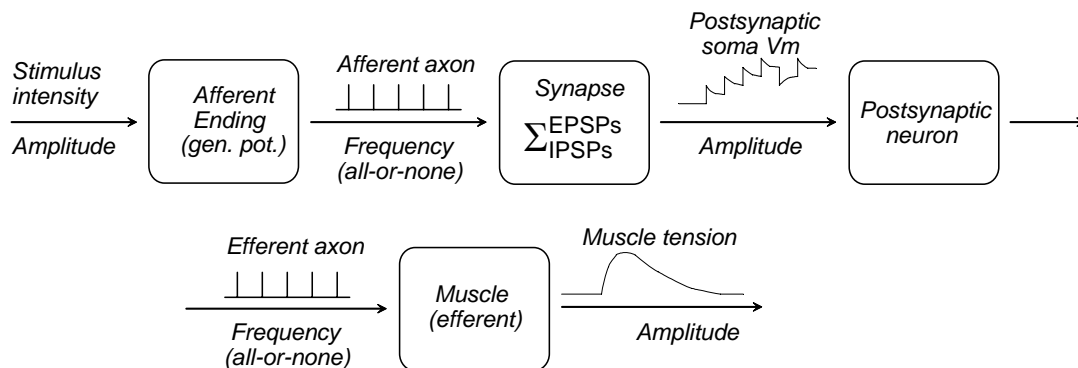 Stimulus
intensity
Amplitude
Afferent
Ending
(gen. pot.)
Afferent axon
Frequency
(all-or-none)
Synapse
∑ EPSPs
IPSPs
Postsynaptic
soma Vm
Amplitude
Postsynaptic
neuron
Efferent axon
Frequency
(all-or-none)
Muscle
(efferent)
Muscle tension
Amplitude